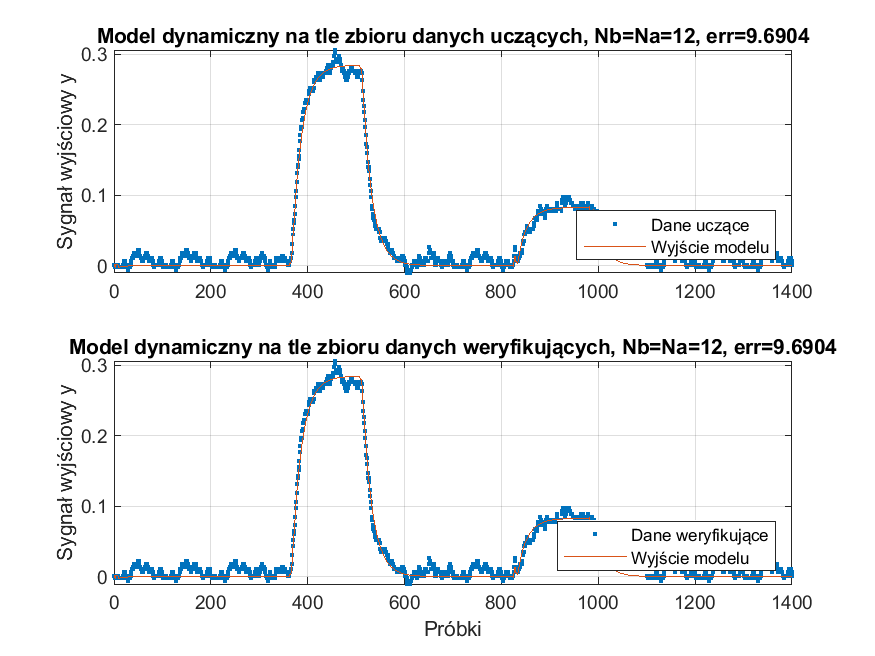 Model dynamiczny na tle zbioru danych uczących, Nb=Na=12, err=9.6904
Sygnał wyjściowy y
0.3
0.2
0.1
0
Dane uczące
Wyjście modelu
0 200 400 600 800 1000 1200 1400
Model dynamiczny na tle zbioru danych weryfikujących, Nb=Na=12, err=9.6904
Sygnał wyjściowy y
0.3
0.2
0.1
0
Dane weryfikujące
Wyjście modelu
0 200 400 600 800 1000 1200 1400
Próbki